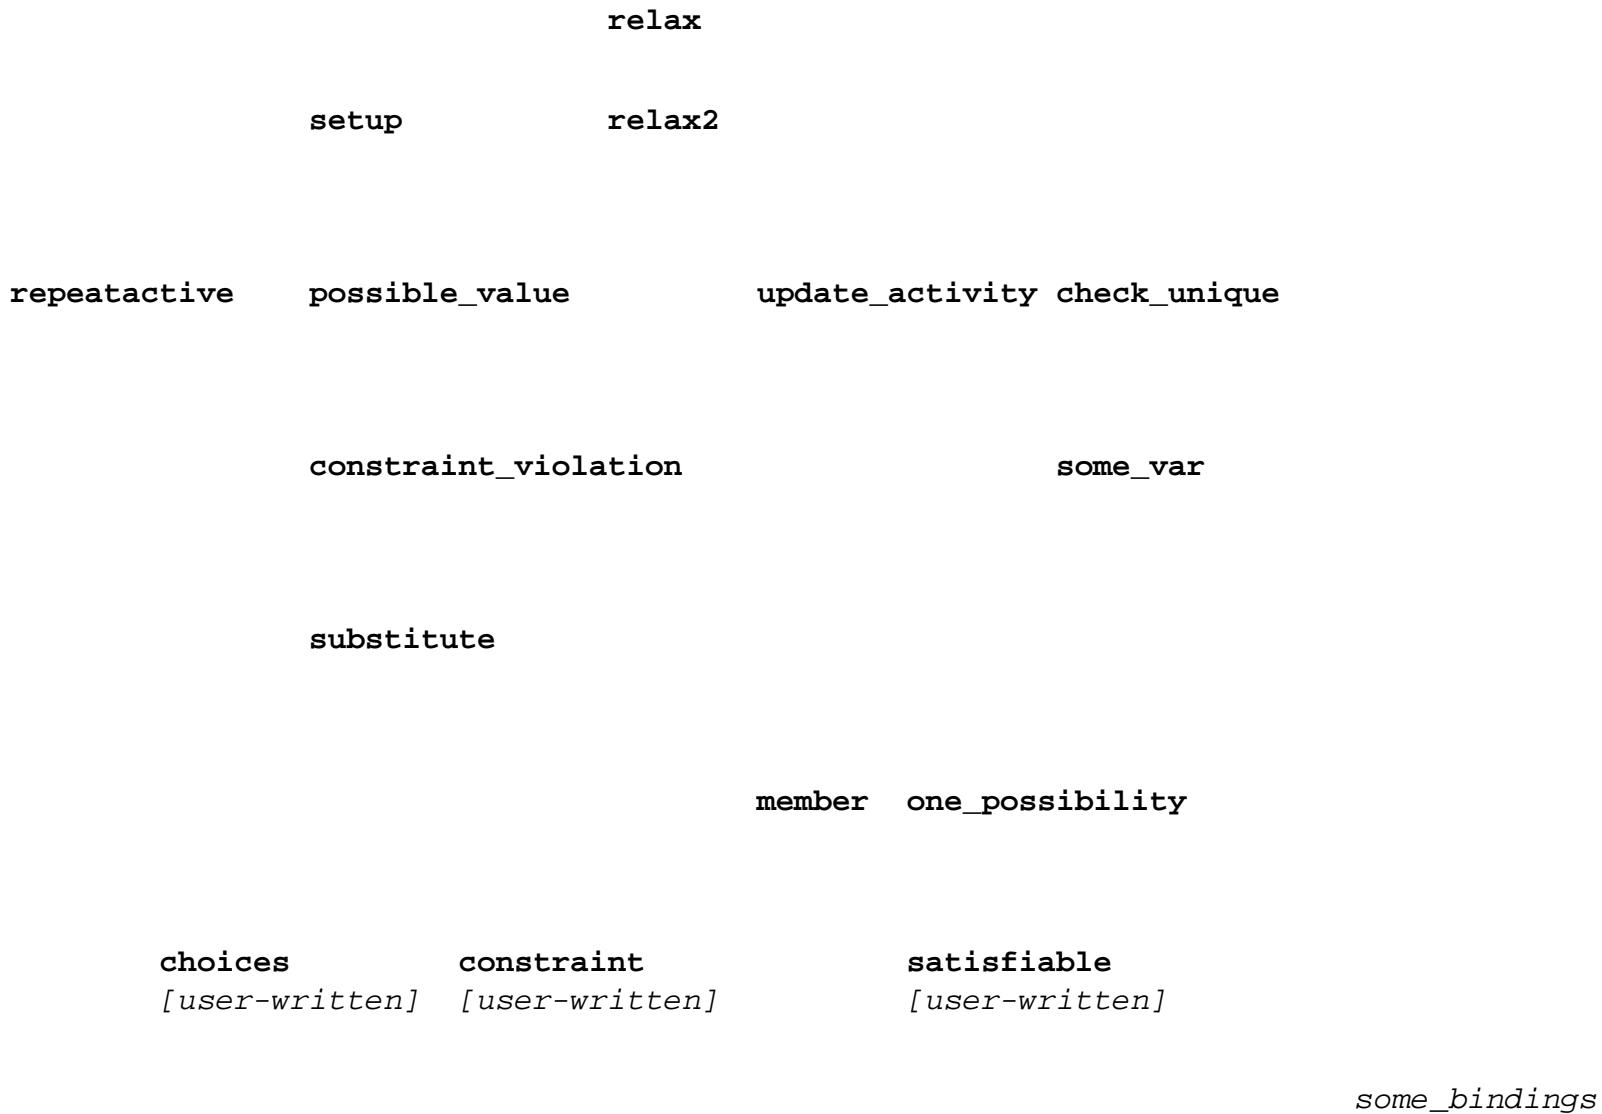 relax
setup relax2
repeatactive possible_value update_activity check_unique
constraint_violation some_var
substitute
member one_possibility
choices constraint satisfiable
[user-written] [user-written] [user-written]
some_bindings